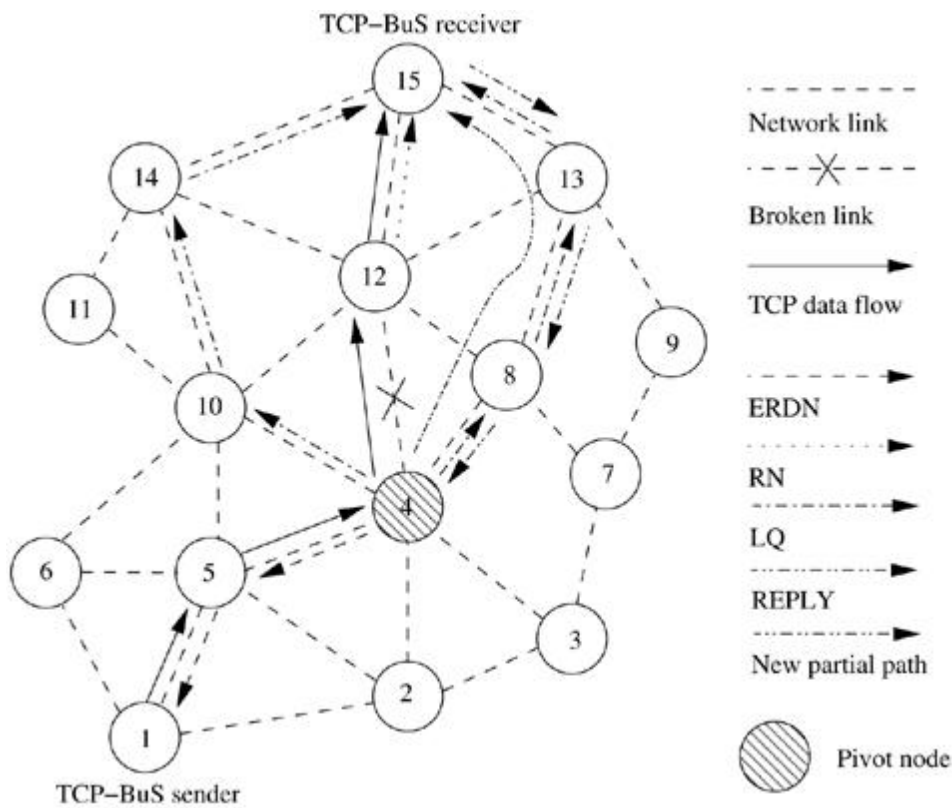 TCP−BuS receiver
15
14
13
12
11
10
9
8
7
4
6
5
3
2
1
TCP−BuS sender
Network link
Broken link
TCP data flow
ERDN
RN
LQ
REPLY
New partial path
Pivot node